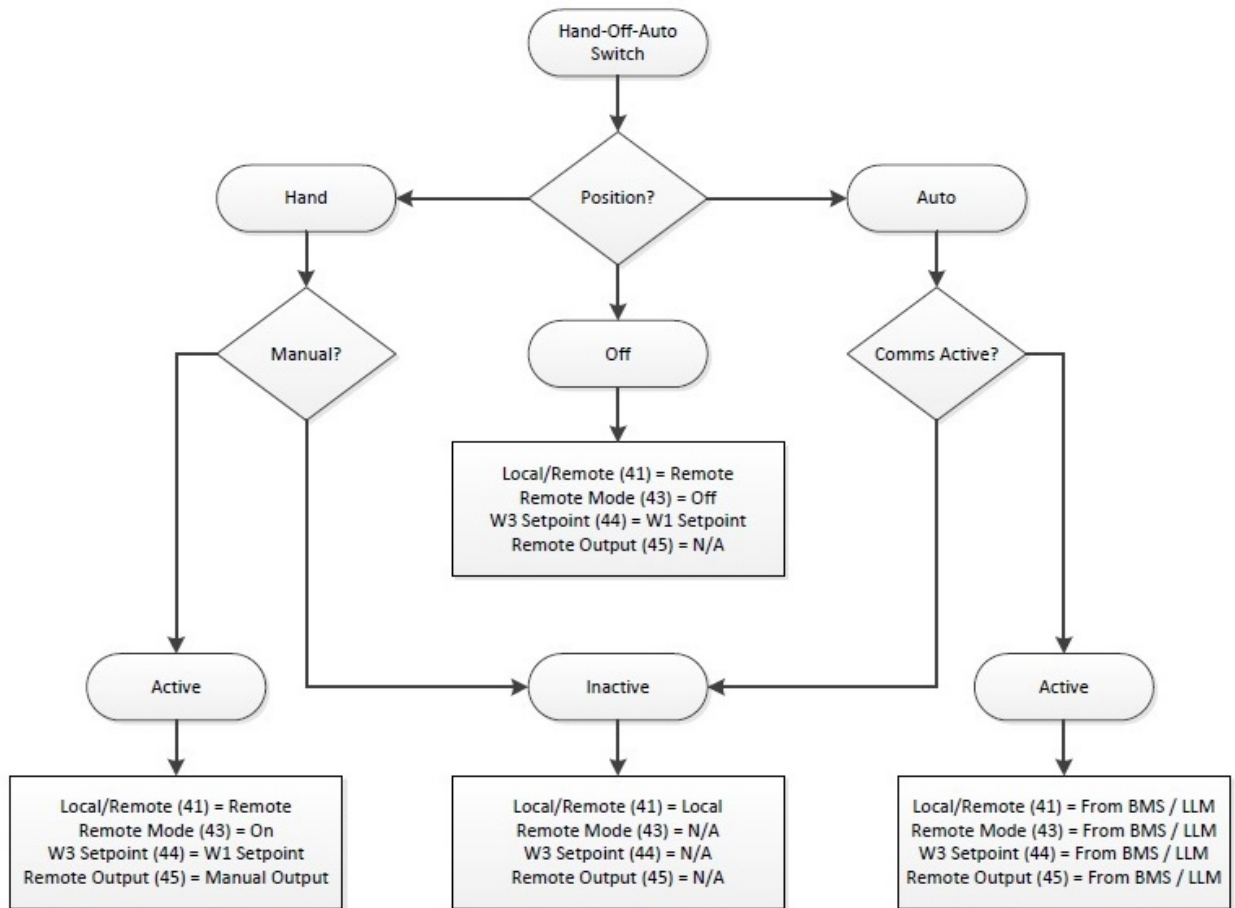 Hand-Off-Auto
Switch
Hand
Position?
Auto
Manual?
Off
Comms Active?
Local/Remote (41) = Remote
Remote Mode (43) = Off
W3 Setpoint (44) = W1 Setpoint
Remote Output (45) = N/A
Active
Inactive
Active
Local/Remote (41) = Remote
Remote Mode (43) = On
W3 Setpoint (44) = W1 Setpoint
Remote Output (45) = Manual Output
Local/Remote (41) = Local
Remote Mode (43) = N/A
W3 Setpoint (44) = N/A
Remote Output (45) = N/A
Local/Remote (41) = From BMS / LLM
Remote Mode (43) = From BMS / LLM
W3 Setpoint (44) = From BMS / LLM
Remote Output (45) = From BMS / LLM